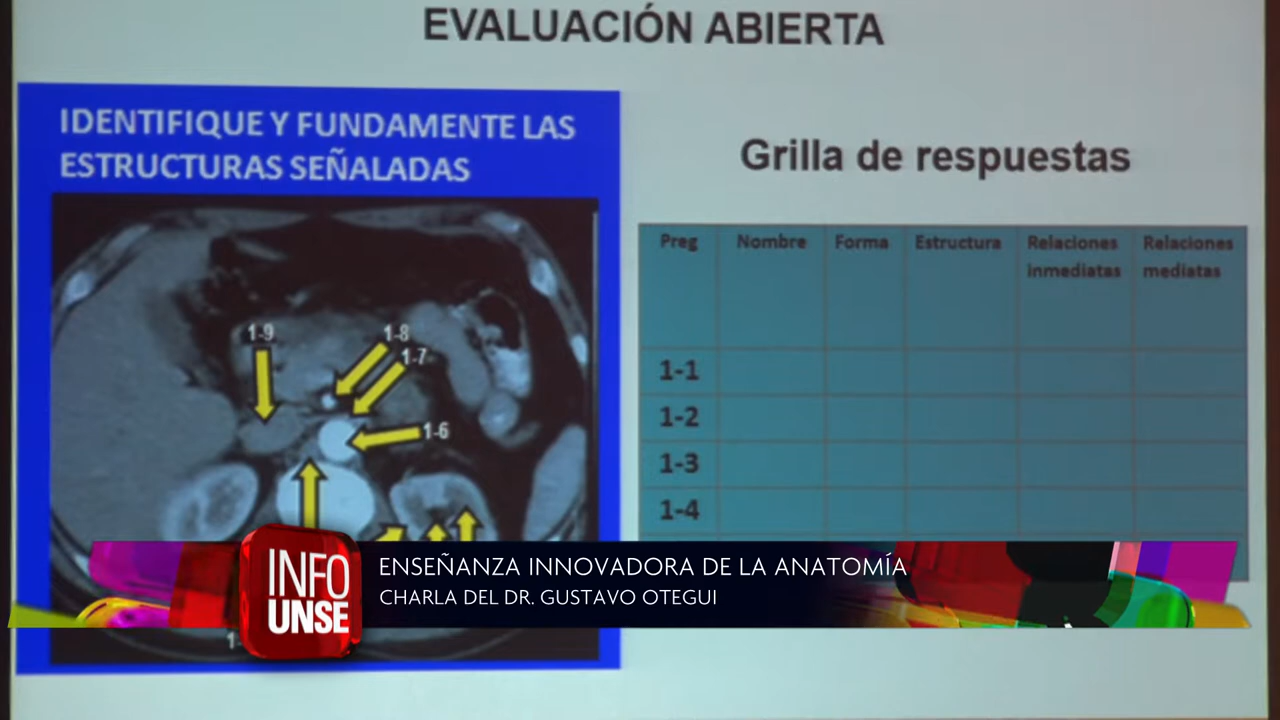 EVALUACIÓN ABIERTA
IDENTIFIQUE Y FUNDAMENTE LAS
ESTRUCTURAS SEÑALADAS
1-9
1-8
1-7
1-6
Grilla de respuestas
Preg Nombre Forma Estructura Relaciones inmediatas Relaciones mediatas
1-1
1-2
1-3
1-4
INFO
UNSE
ENSEÑANZA INNOVADORA DE LA ANATOMÍA
CHARLA DEL DR. GUSTAVO OTEGUI